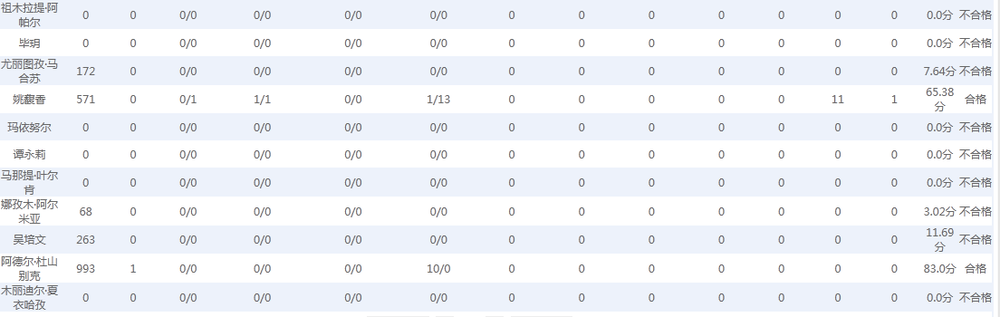 祖木拉提·阿帕尔 0 0 0/0 0/0 0/0 0/0 0 0 0 0 0 0 0 0.0分 不合格
毕玥 0 0 0/0 0/0 0/0 0/0 0 0 0 0 0 0 0 0.0分 不合格
尤丽图孜·马合苏 172 0 0/0 0/0 0/0 0/0 0 0 0 0 0 0 0 7.64分 不合格
姚馥香 571 0 0/1 1/1 0/0 1/13 0 0 0 0 0 11 1 65.38分 合格
玛依努尔 0 0 0/0 0/0 0/0 0/0 0 0 0 0 0 0 0 0.0分 不合格
谭永莉 0 0 0/0 0/0 0/0 0/0 0 0 0 0 0 0 0 0.0分 不合格
马那提·叶尔肯 0 0 0/0 0/0 0/0 0/0 0 0 0 0 0 0 0 0.0分 不合格
娜孜木·阿尔米亚 68 0 0/0 0/0 0/0 0/0 0 0 0 0 0 0 0 3.02分 不合格
吴培文 263 0 0/0 0/0 0/0 0/0 0 0 0 0 0 0 0 11.69分 不合格
阿德尔·杜山别克 993 1 0/0 0/0 0/0 10/0 0 0 0 0 0 0 0 83.0分 合格
木丽迪尔·夏衣哈孜 0 0 0/0 0/0 0/0 0/0 0 0 0 0 0 0 0 0.0分 不合格